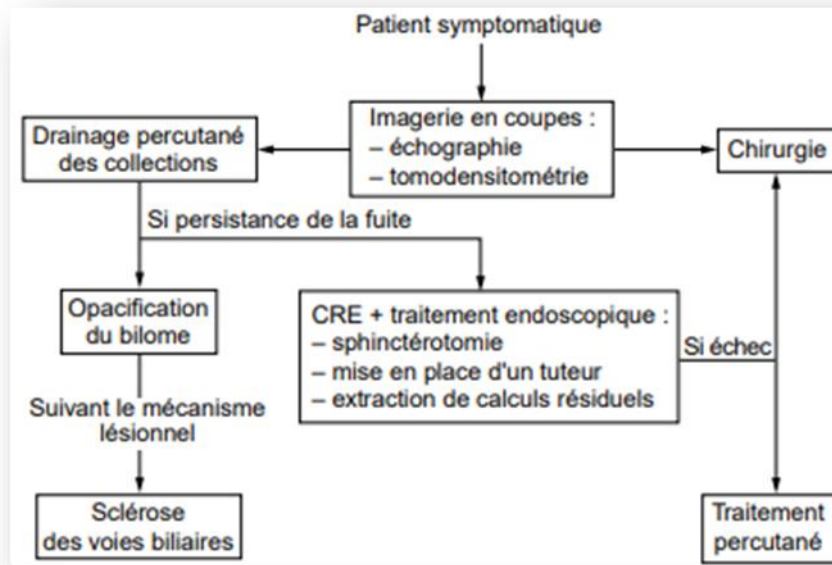 Patient symptomatique
Imagerie en coupes :
– échographie
– tomodensitométrie
Drainage percutané
des collections
Chirurgie
Si persistance de la fuite
Opacification
du bilome
CRE + traitement endoscopique :
– sphinctérotomie
– mise en place d'un tuteur
– extraction de calculs résiduels
Si échec
Suivant le mécanisme
lésionnel
Sclérose
des voies biliaires
Traitement
percutané